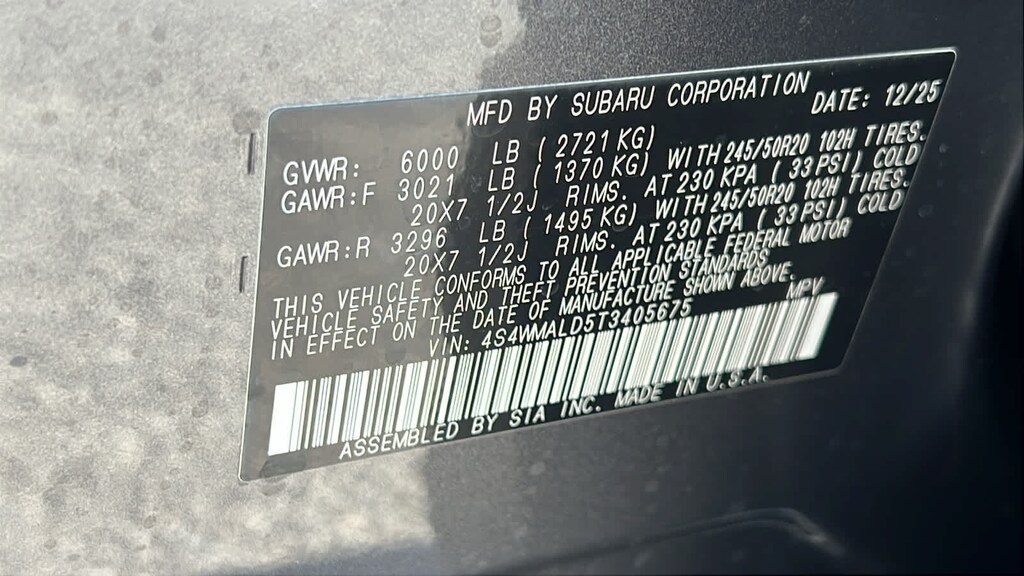 MFD BY SUBARU CORPORATION DATE: 12/25
GVWR: 6000 LB ( 2721 KG)
GAWR:F 3021 LB ( 1370 KG) WITH 245/50R20 102H TIRES.
20X7 1/2J RIMS. AT 230 KPA ( 33 PSI) COLD
GAWR:R 3296 LB ( 1495 KG) WITH 245/50R20 102H TIRES.
20X7 1/2J RIMS. AT 230 KPA ( 33 PSI) COLD
THIS VEHICLE CONFORMS TO ALL APPLICABLE FEDERAL MOTOR
VEHICLE SAFETY AND THEFT PREVENTION STANDARDS
IN EFFECT ON THE DATE OF MANUFACTURE SHOWN ABOVE.
VIN: 4S4WMALD5T3405675 MPV
ASSEMBLED BY SIA INC. MADE IN U.S.A.